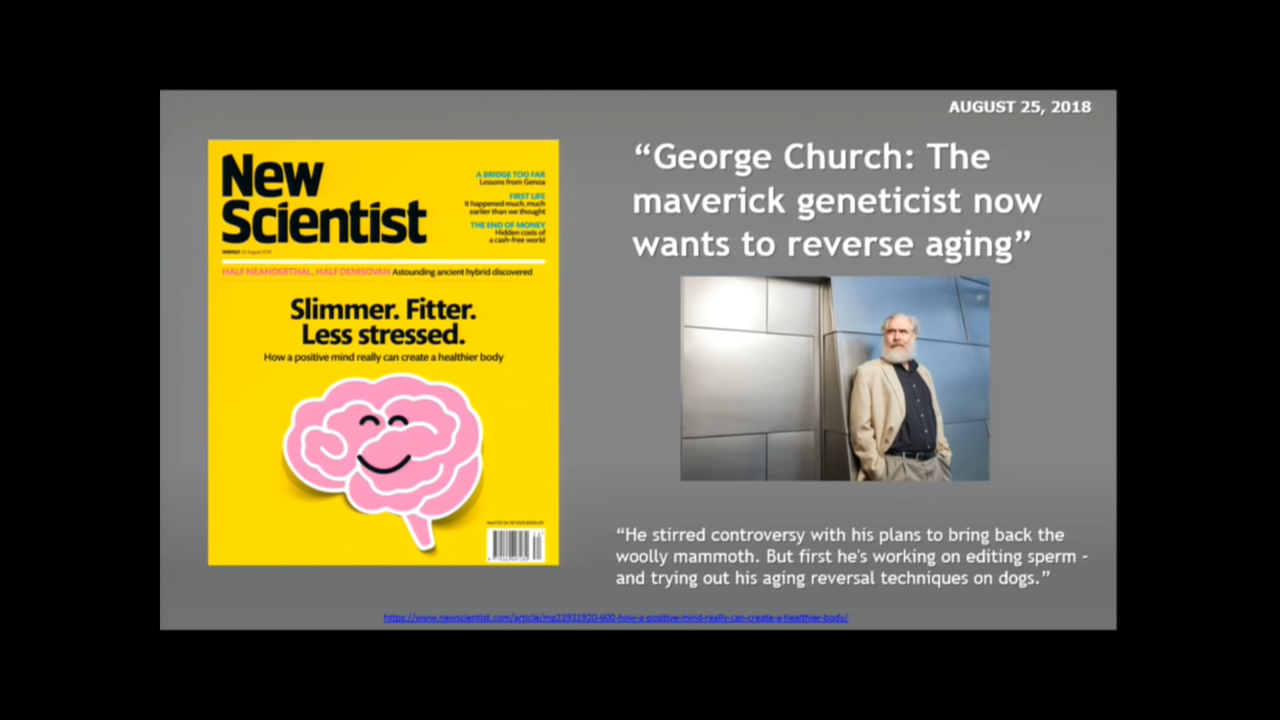 AUGUST 25, 2018
New
Scientist
WEEKLY 25 August 2018
A BRIDGE TOO FAR
Lessons from Genoa
FIRST LIFE
It happened much, much
earlier than we thought
THE END OF MONEY
Hidden costs of
a cash-free world
HALF NEANDERTHAL, HALF DENISOVAN Astounding ancient hybrid discovered
Slimmer. Fitter.
Less stressed.
How a positive mind really can create a healthier body
“George Church: The
maverick geneticist now
wants to reverse aging”
“He stirred controversy with his plans to bring back the
woolly mammoth. But first he's working on editing sperm -
and trying out his aging reversal techniques on dogs.”
https://www.newscientist.com/article/mg23931920-600-how-a-positive-mind-really-can-create-a-healthier-body/